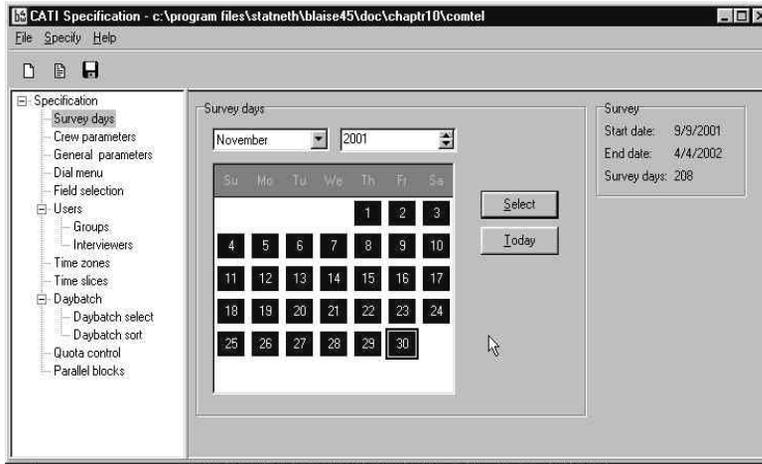 CATI Specification - c:\program files\statneth\blaise45\doc\chaptr10\comtel
File Specify Help
Specification
Survey days
Crew parameters
General parameters
Dial menu
Field selection
Users
Groups
Interviewers
Time zones
Time slices
Daybatch
Daybatch select
Daybatch sort
Quota control
Parallel blocks
Survey days
November 2001
Su Mo Tu We Th Fr Sa
1 2 3
4 5 6 7 8 9 10
11 12 13 14 15 16 17
18 19 20 21 22 23 24
25 26 27 28 29 30
Select
Today
Survey
Start date: 9/9/2001
End date: 4/4/2002
Survey days: 208